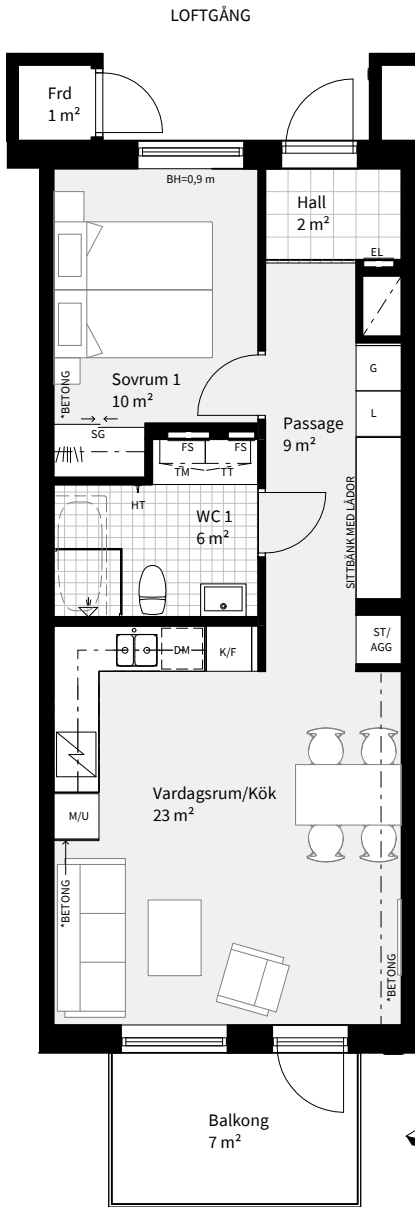 LOFTGÅNG
Frd
1 m²
BH=0,9 m
Hall
2 m²
EL
G
L
Sovrum 1
10 m²
*BETONG
SG
Passage
9 m²
FS
FS
TM
TT
HT
WC 1
6 m²
SITTBÄNK MED LÅDOR
DM
K/F
ST/
AGG
M/U
Vardagsrum/Kök
23 m²
*BETONG
*BETONG
Balkong
7 m²